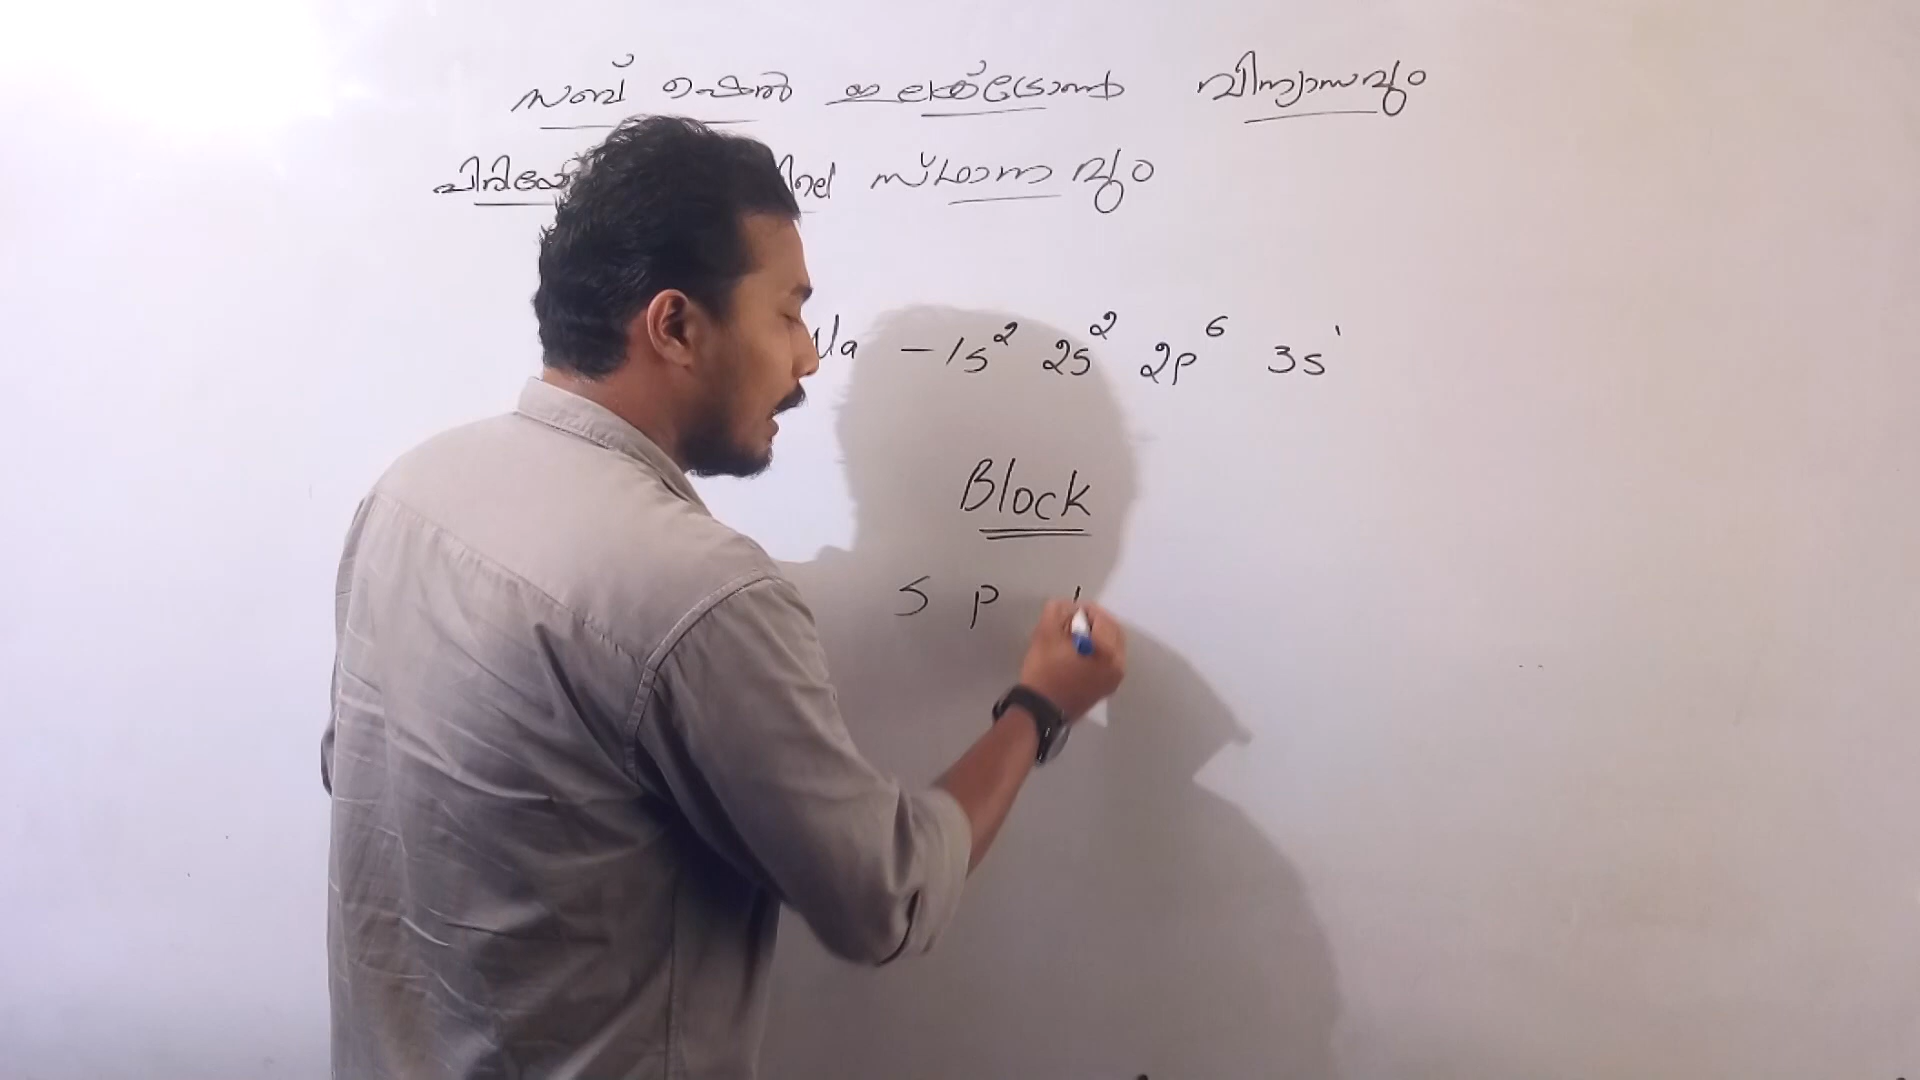 സബ് ഷെൽ ഇലക്ട്രോൺ വിന്യാസവും
സ്ഥാനവും
Na - 1s² 2s² 2p⁶ 3s¹
Block
S P